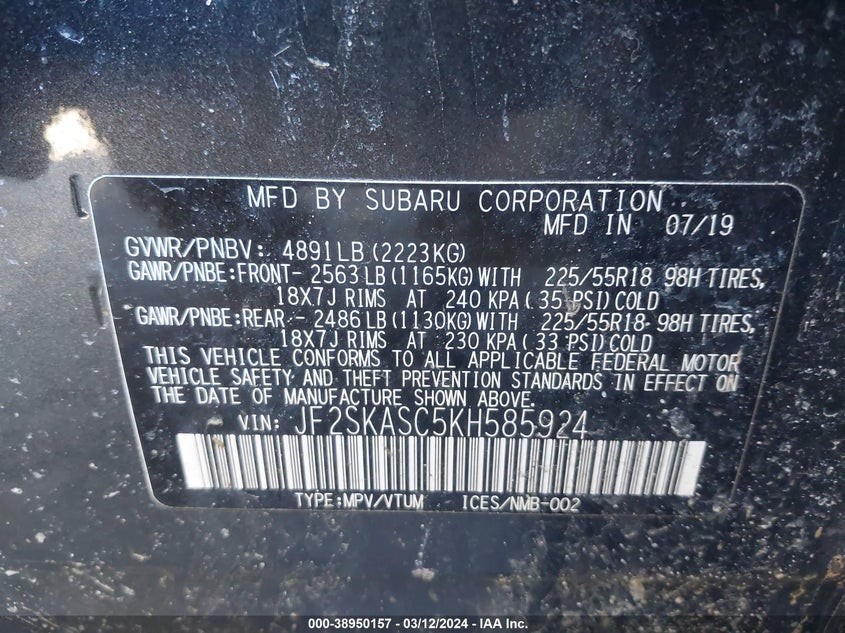 MFD BY SUBARU CORPORATION
MFD IN 07/19
GVWR/PNBV: 4891LB(2223KG)
GAWR/PNBE:FRONT- 2563LB(1165KG)WITH 225/55R18 98H TIRES,
18X7J RIMS AT 240 KPA(35 PSI)COLD
GAWR/PNBE:REAR - 2486LB(1130KG)WITH 225/55R18 98H TIRES,
18X7J RIMS AT 230 KPA(33 PSI)COLD
THIS VEHICLE CONFORMS TO ALL APPLICABLE FEDERAL MOTOR
VEHICLE SAFETY AND THEFT PREVENTION STANDARDS IN EFFECT ON
THE DATE OF MANUFACTURE SHOWN ABOVE.
VIN: JF2SKASC5KH585924
TYPE:MPV/VTUM ICES/NMB-002
000-38950157 - 03/12/2024 - IAA Inc.